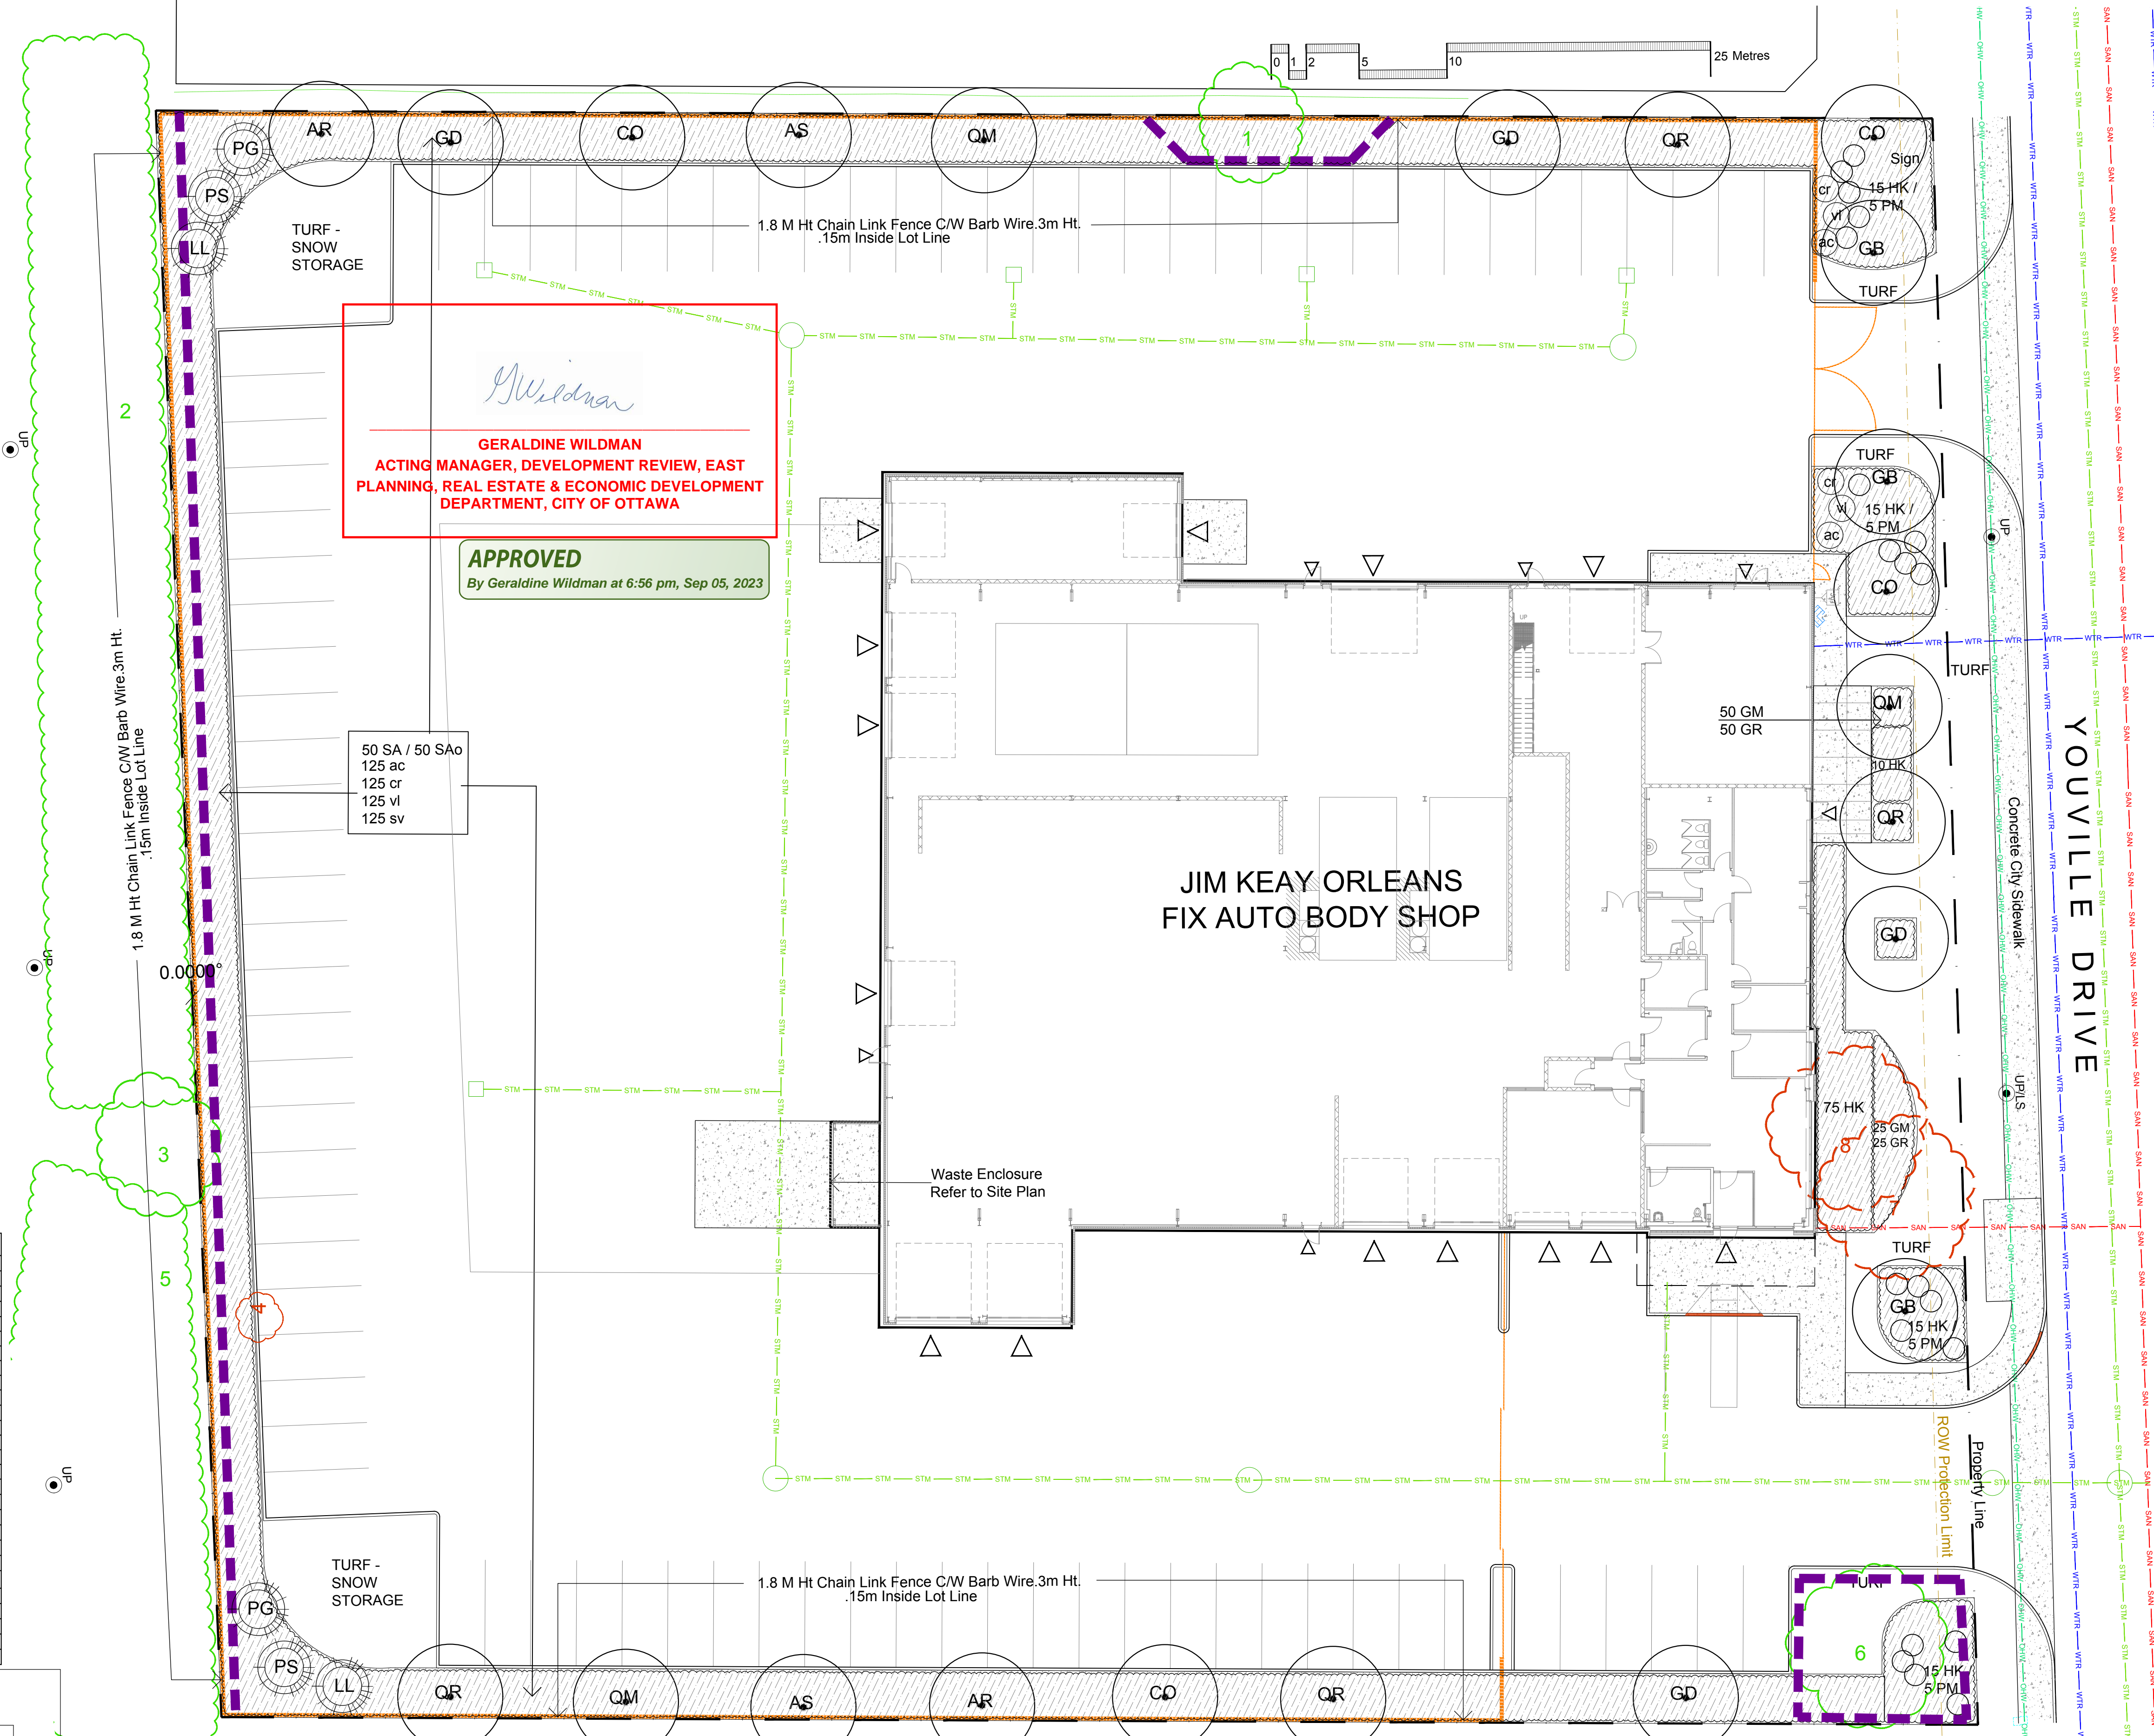 0 1 2 5 10 25 Metres
AR GD CO AS QM 1 GD QR CO
PG
PS
LL
Sign
cr 15 HK /
vl 5 PM
ac GB
TURF
TURF -
SNOW
STORAGE
1.8 M Ht Chain Link Fence C/W Barb Wire.3m Ht.
.15m Inside Lot Line
GERALDINE WILDMAN
ACTING MANAGER, DEVELOPMENT REVIEW, EAST
PLANNING, REAL ESTATE & ECONOMIC DEVELOPMENT
DEPARTMENT, CITY OF OTTAWA
APPROVED
By Geraldine Wildman at 6:56 pm, Sep 05, 2023
2
UP
1.8 M Ht Chain Link Fence C/W Barb Wire.3m Ht.
.15m Inside Lot Line
50 SA / 50 SAo
125 ac
125 cr
125 vl
125 sv
0.0000°
UP
3
5
4
UP
TURF
cr GB
vl 15 HK /
5 PM
ac
CO
UP
UP
TURF
QM
50 GM
50 GR
10 HK
QR
GD
JIM KEAY ORLEANS
FIX AUTO BODY SHOP
YOUVILLE DRIVE
Concrete City Sidewalk
UP/LS
75 HK
25 GM
25 GR
8
7
Waste Enclosure
Refer to Site Plan
TURF
GB
15 HK /
5 PM
ROW Protection Limit
Property Line
STM
WTR
SAN
OHW
TURF -
SNOW
STORAGE
1.8 M Ht Chain Link Fence C/W Barb Wire.3m Ht.
.15m Inside Lot Line
TURF
PG
PS
LL
6
15 HK
5 PM
QR QM AS AR CO QR GD